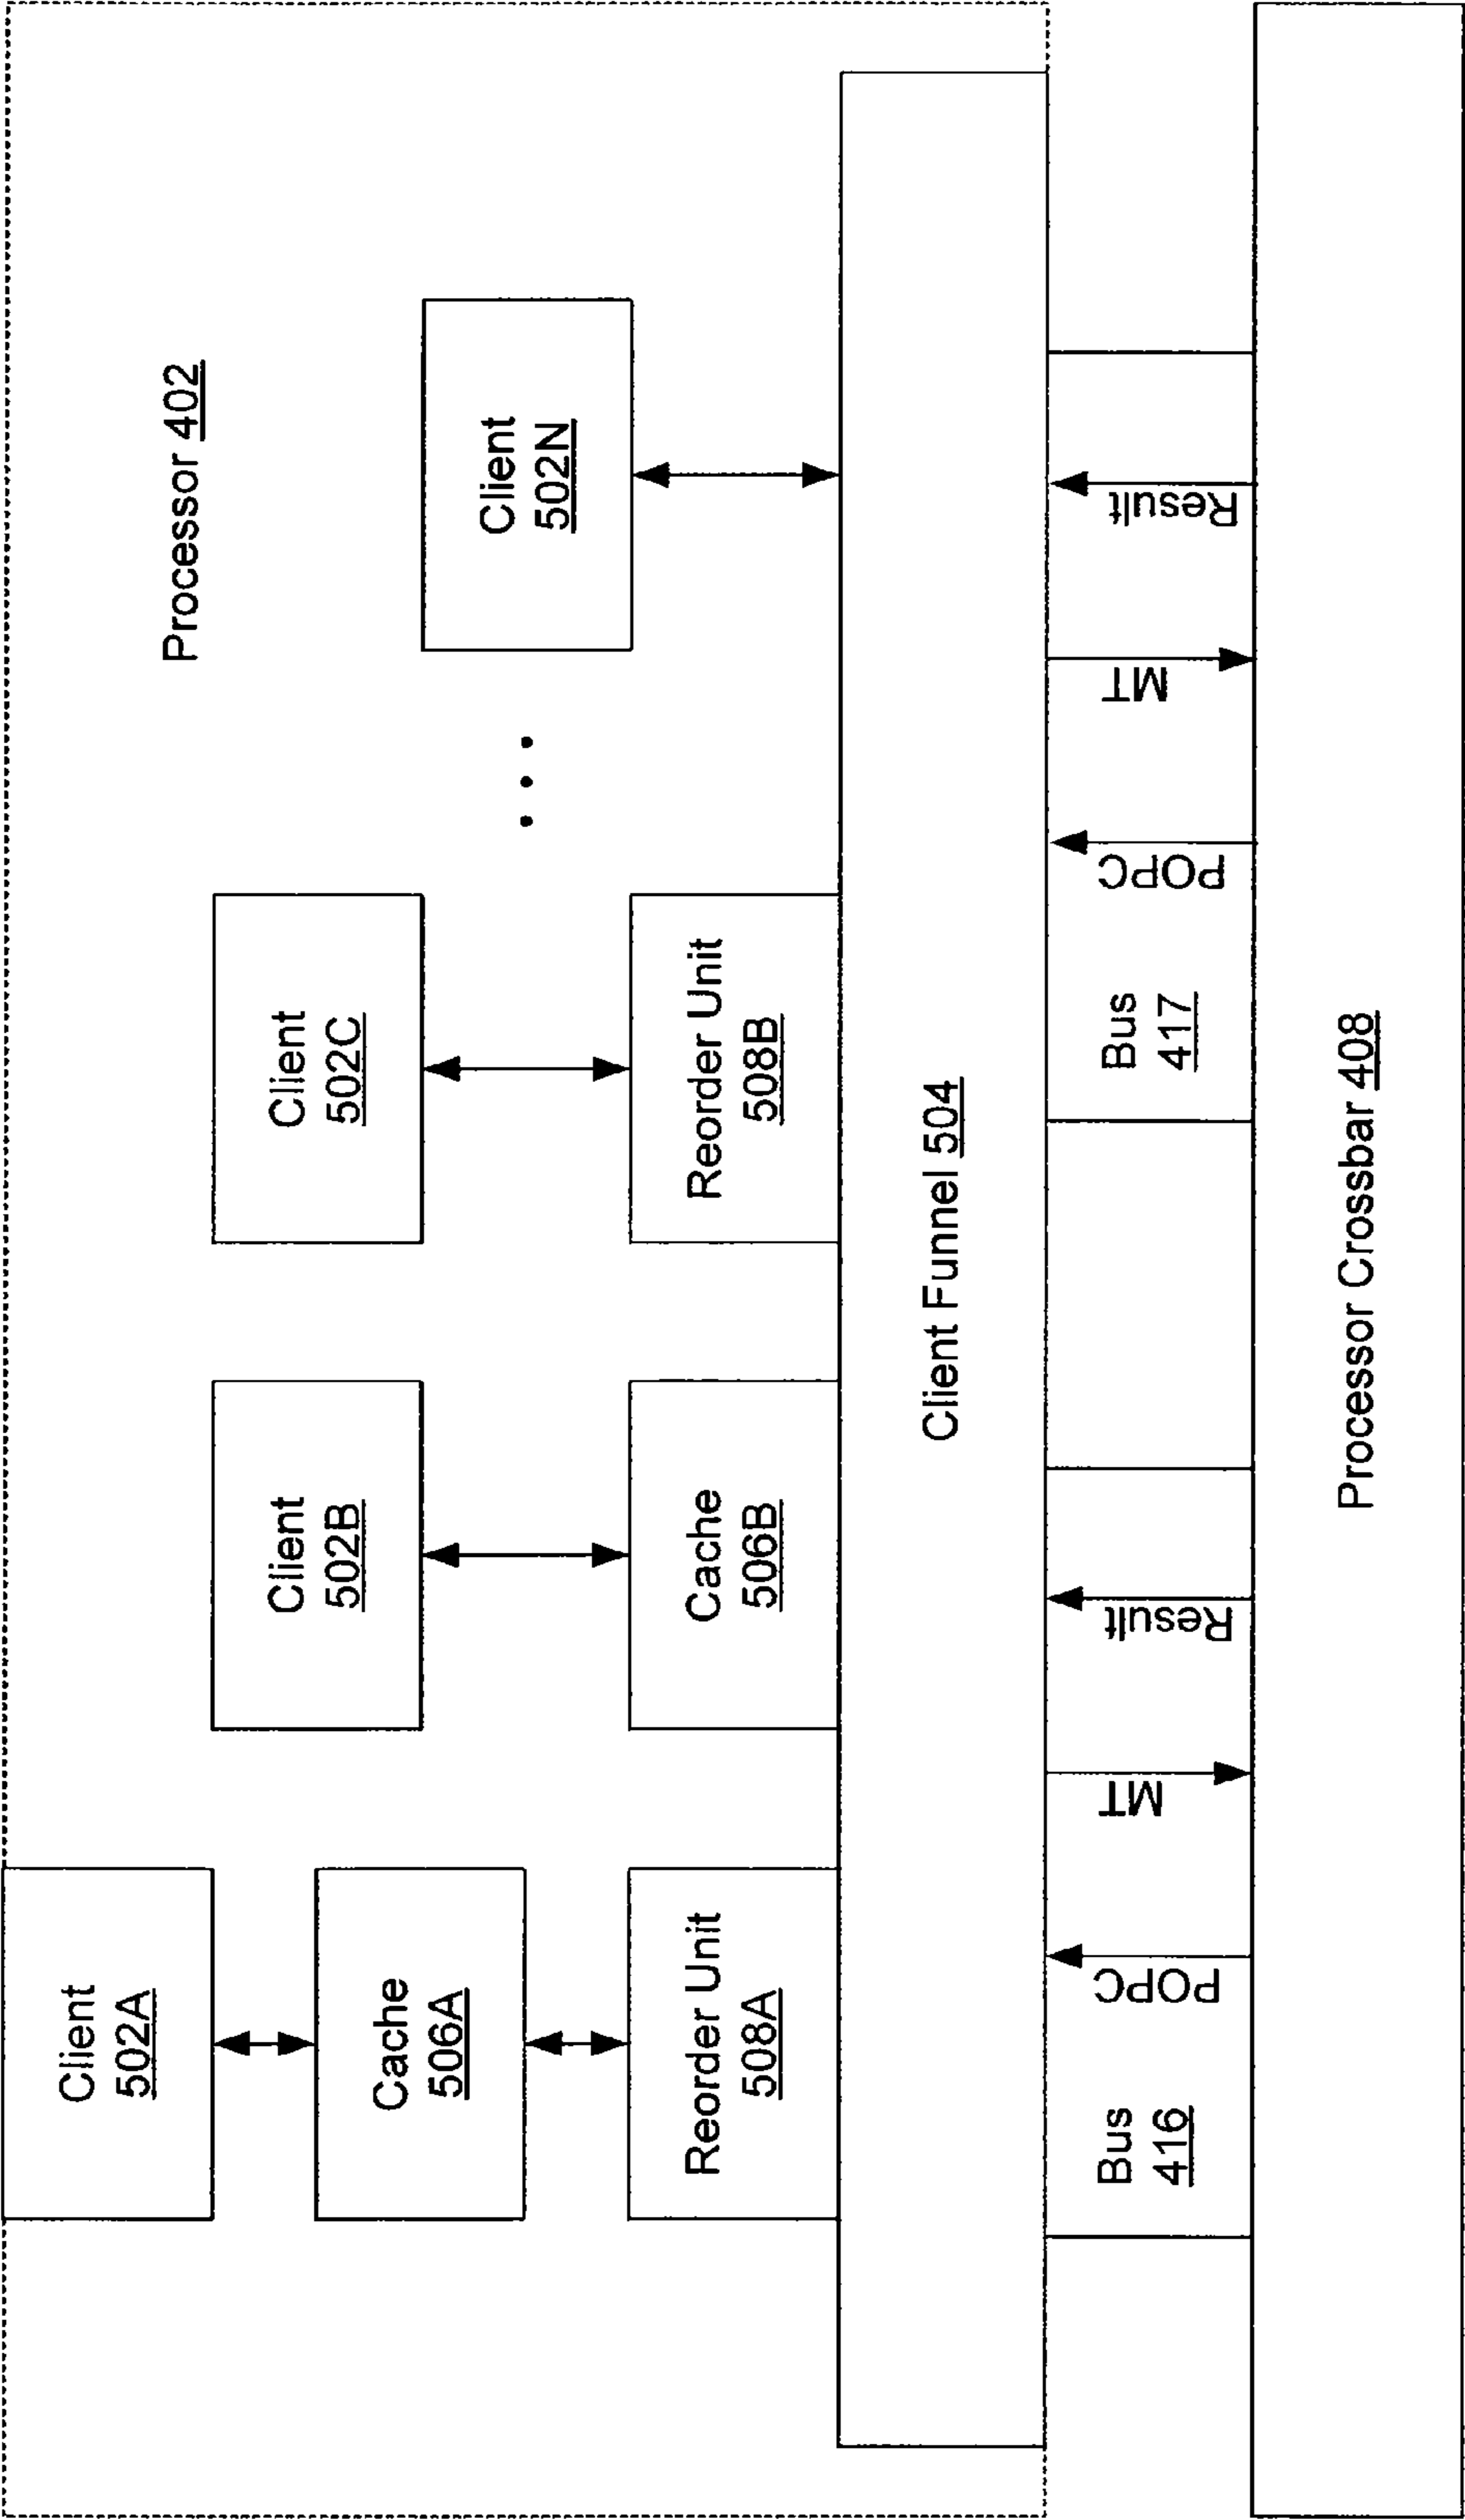 Processor 402
Client
502A
Client
502B
Client
502C
Client
502N
Cache
506A
Reorder Unit
508A
Cache
506B
Reorder Unit
508B
Client Funnel 504
Bus
416
POPC
MT
Result
Bus
417
POPC
MT
Result
Processor Crossbar 408